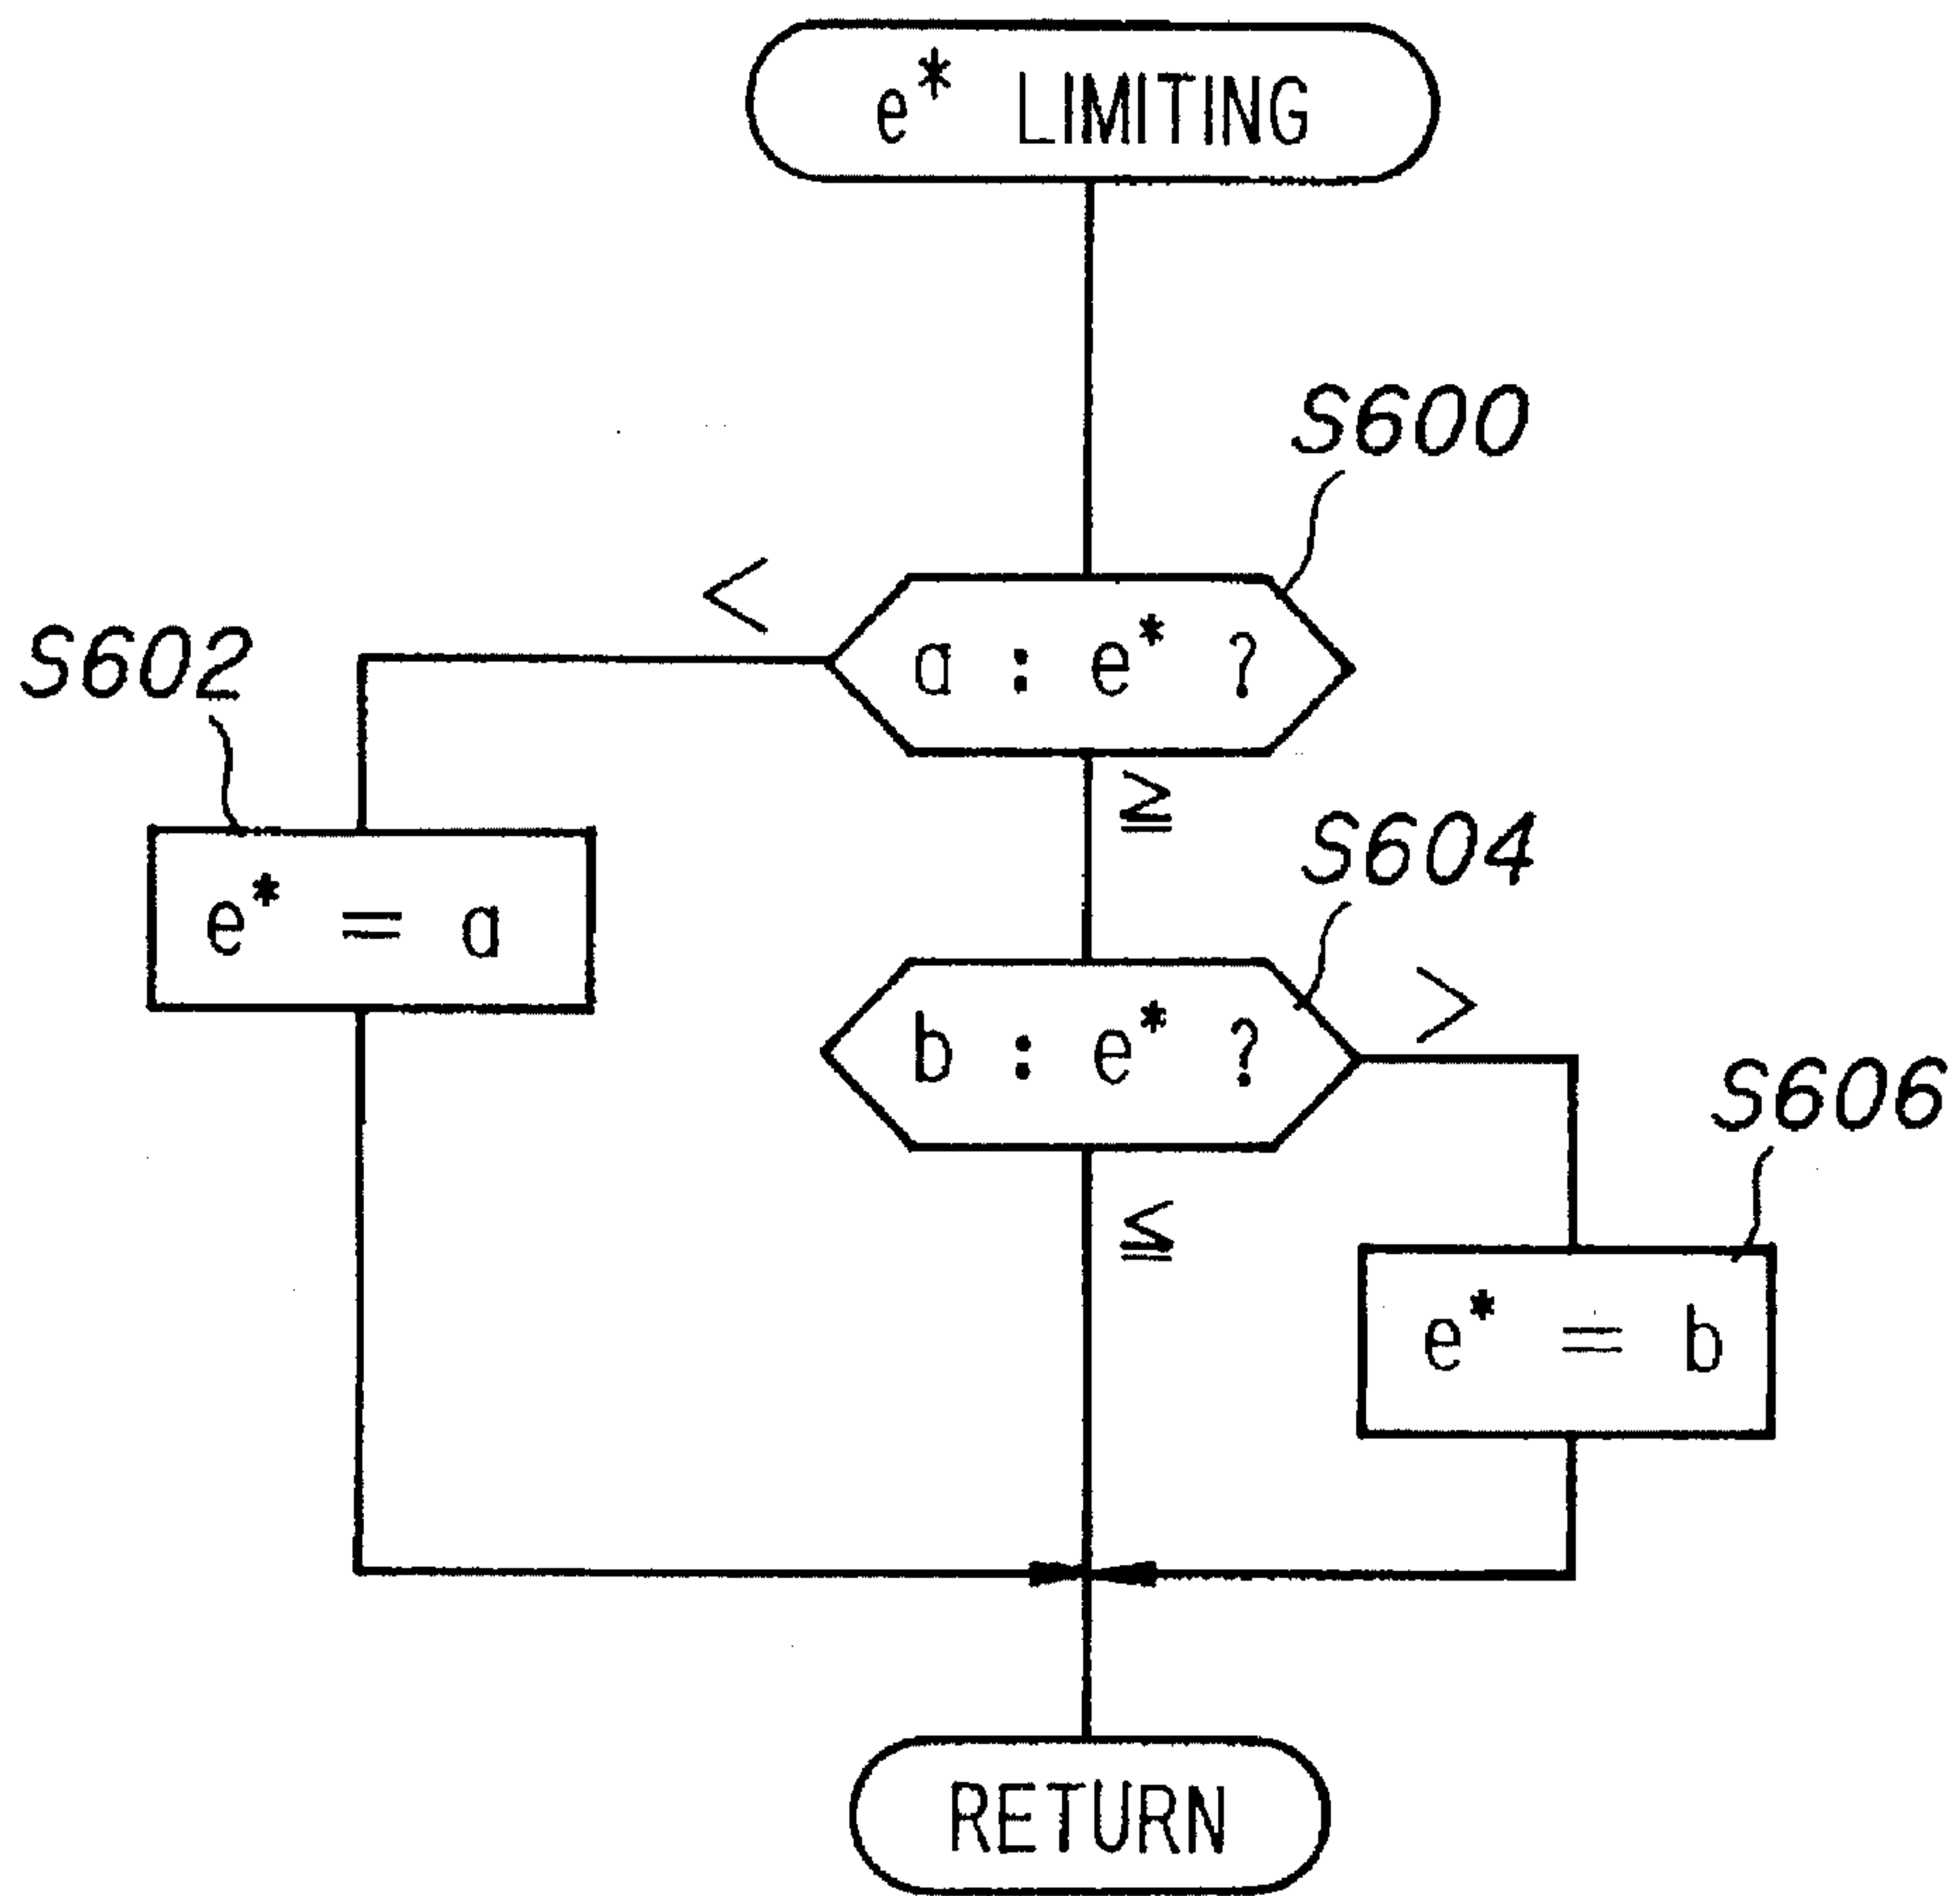 e* LIMITING
S600
<
a : e* ?
S602
≧
e* = a
S604
>
b : e* ?
S606
≦
e* = b
RETURN